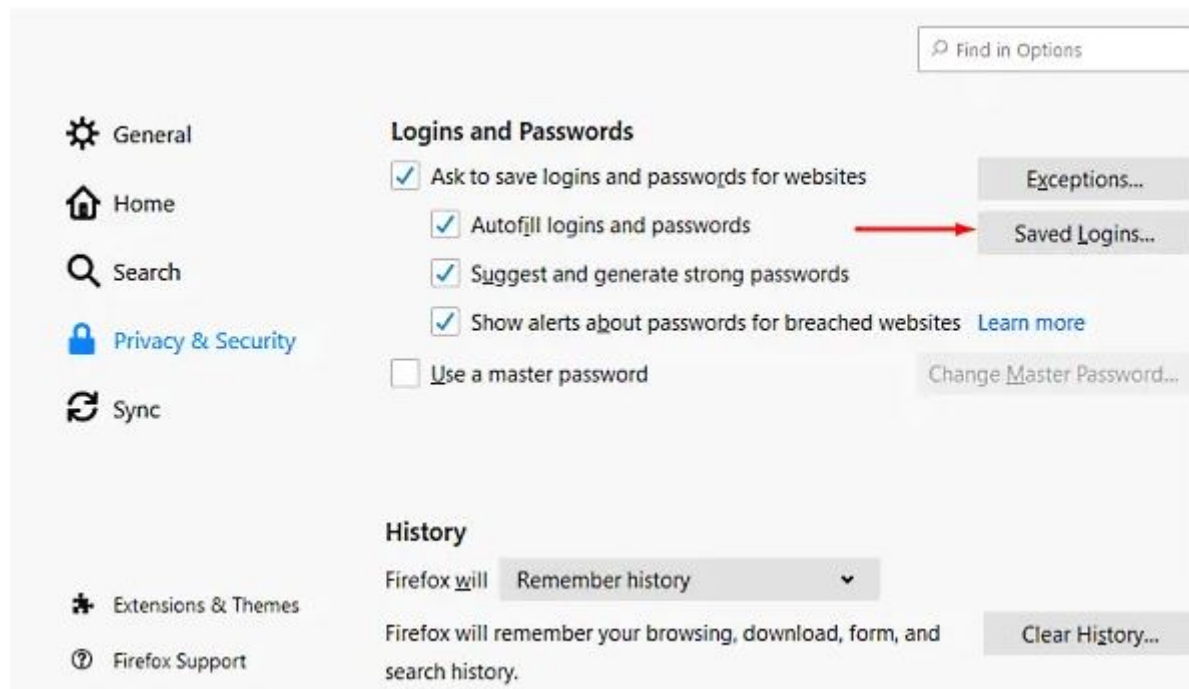 Find in Options
General
Home
Search
Privacy & Security
Sync
Extensions & Themes
Firefox Support
Logins and Passwords
Ask to save logins and passwords for websites
Exceptions...
Autofill logins and passwords
Saved Logins...
Suggest and generate strong passwords
Show alerts about passwords for breached websites Learn more
Use a master password
Change Master Password...
History
Firefox will Remember history
Firefox will remember your browsing, download, form, and
search history.
Clear History...